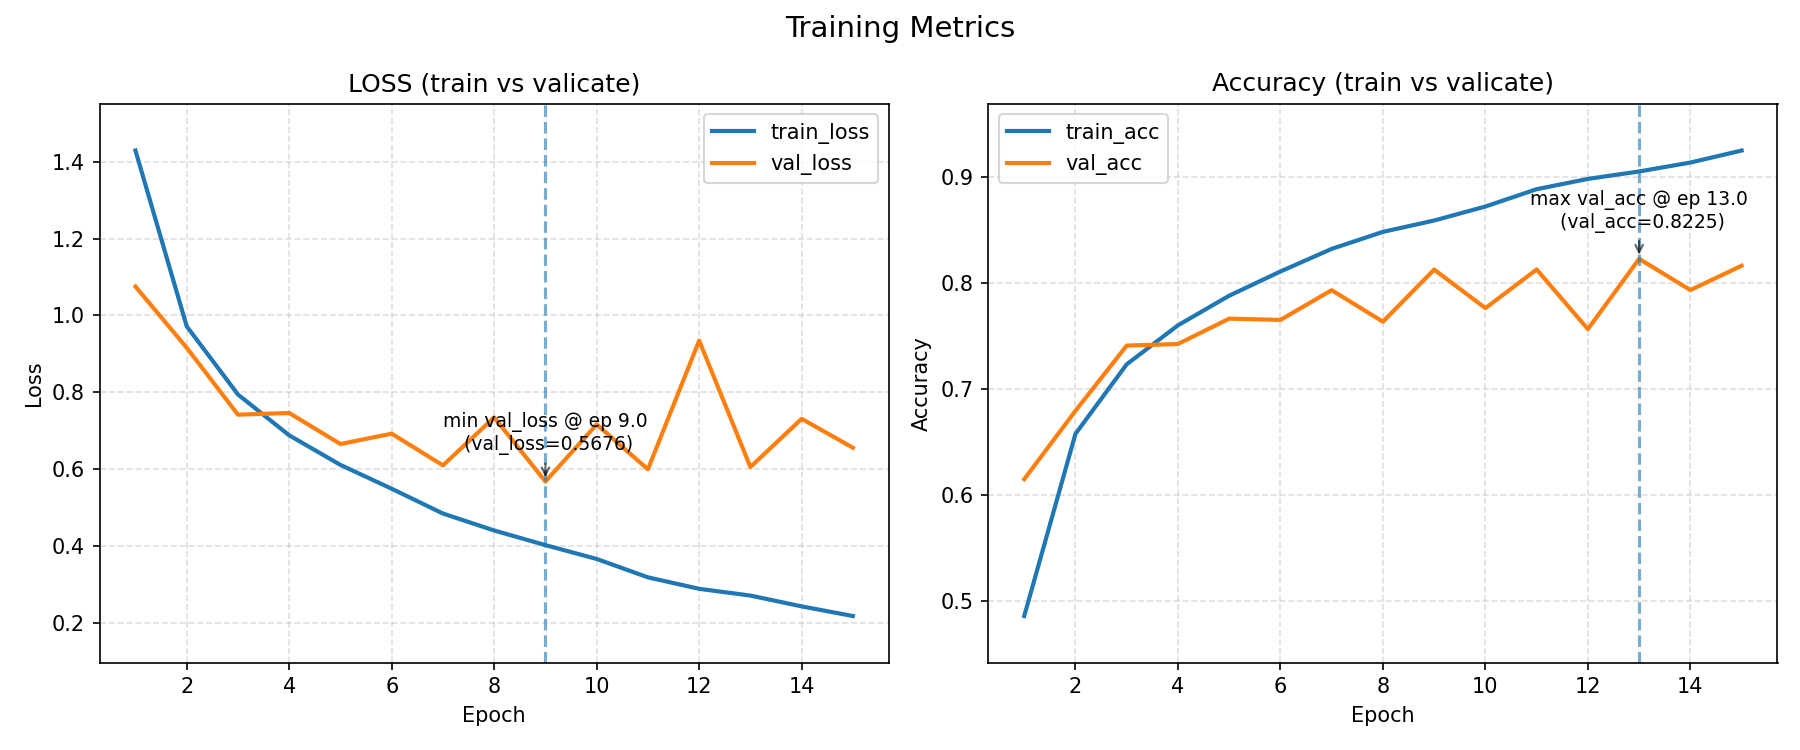 Training Metrics
LOSS (train vs valicate)
train_loss
val_loss
min val_loss @ ep 9.0
(val_loss=0.5676)
Loss
1.4
1.2
1.0
0.8
0.6
0.4
0.2
2 4 6 8 10 12 14
Epoch
Accuracy (train vs valicate)
train_acc
val_acc
max val_acc @ ep 13.0
(val_acc=0.8225)
Accuracy
0.9
0.8
0.7
0.6
0.5
2 4 6 8 10 12 14
Epoch